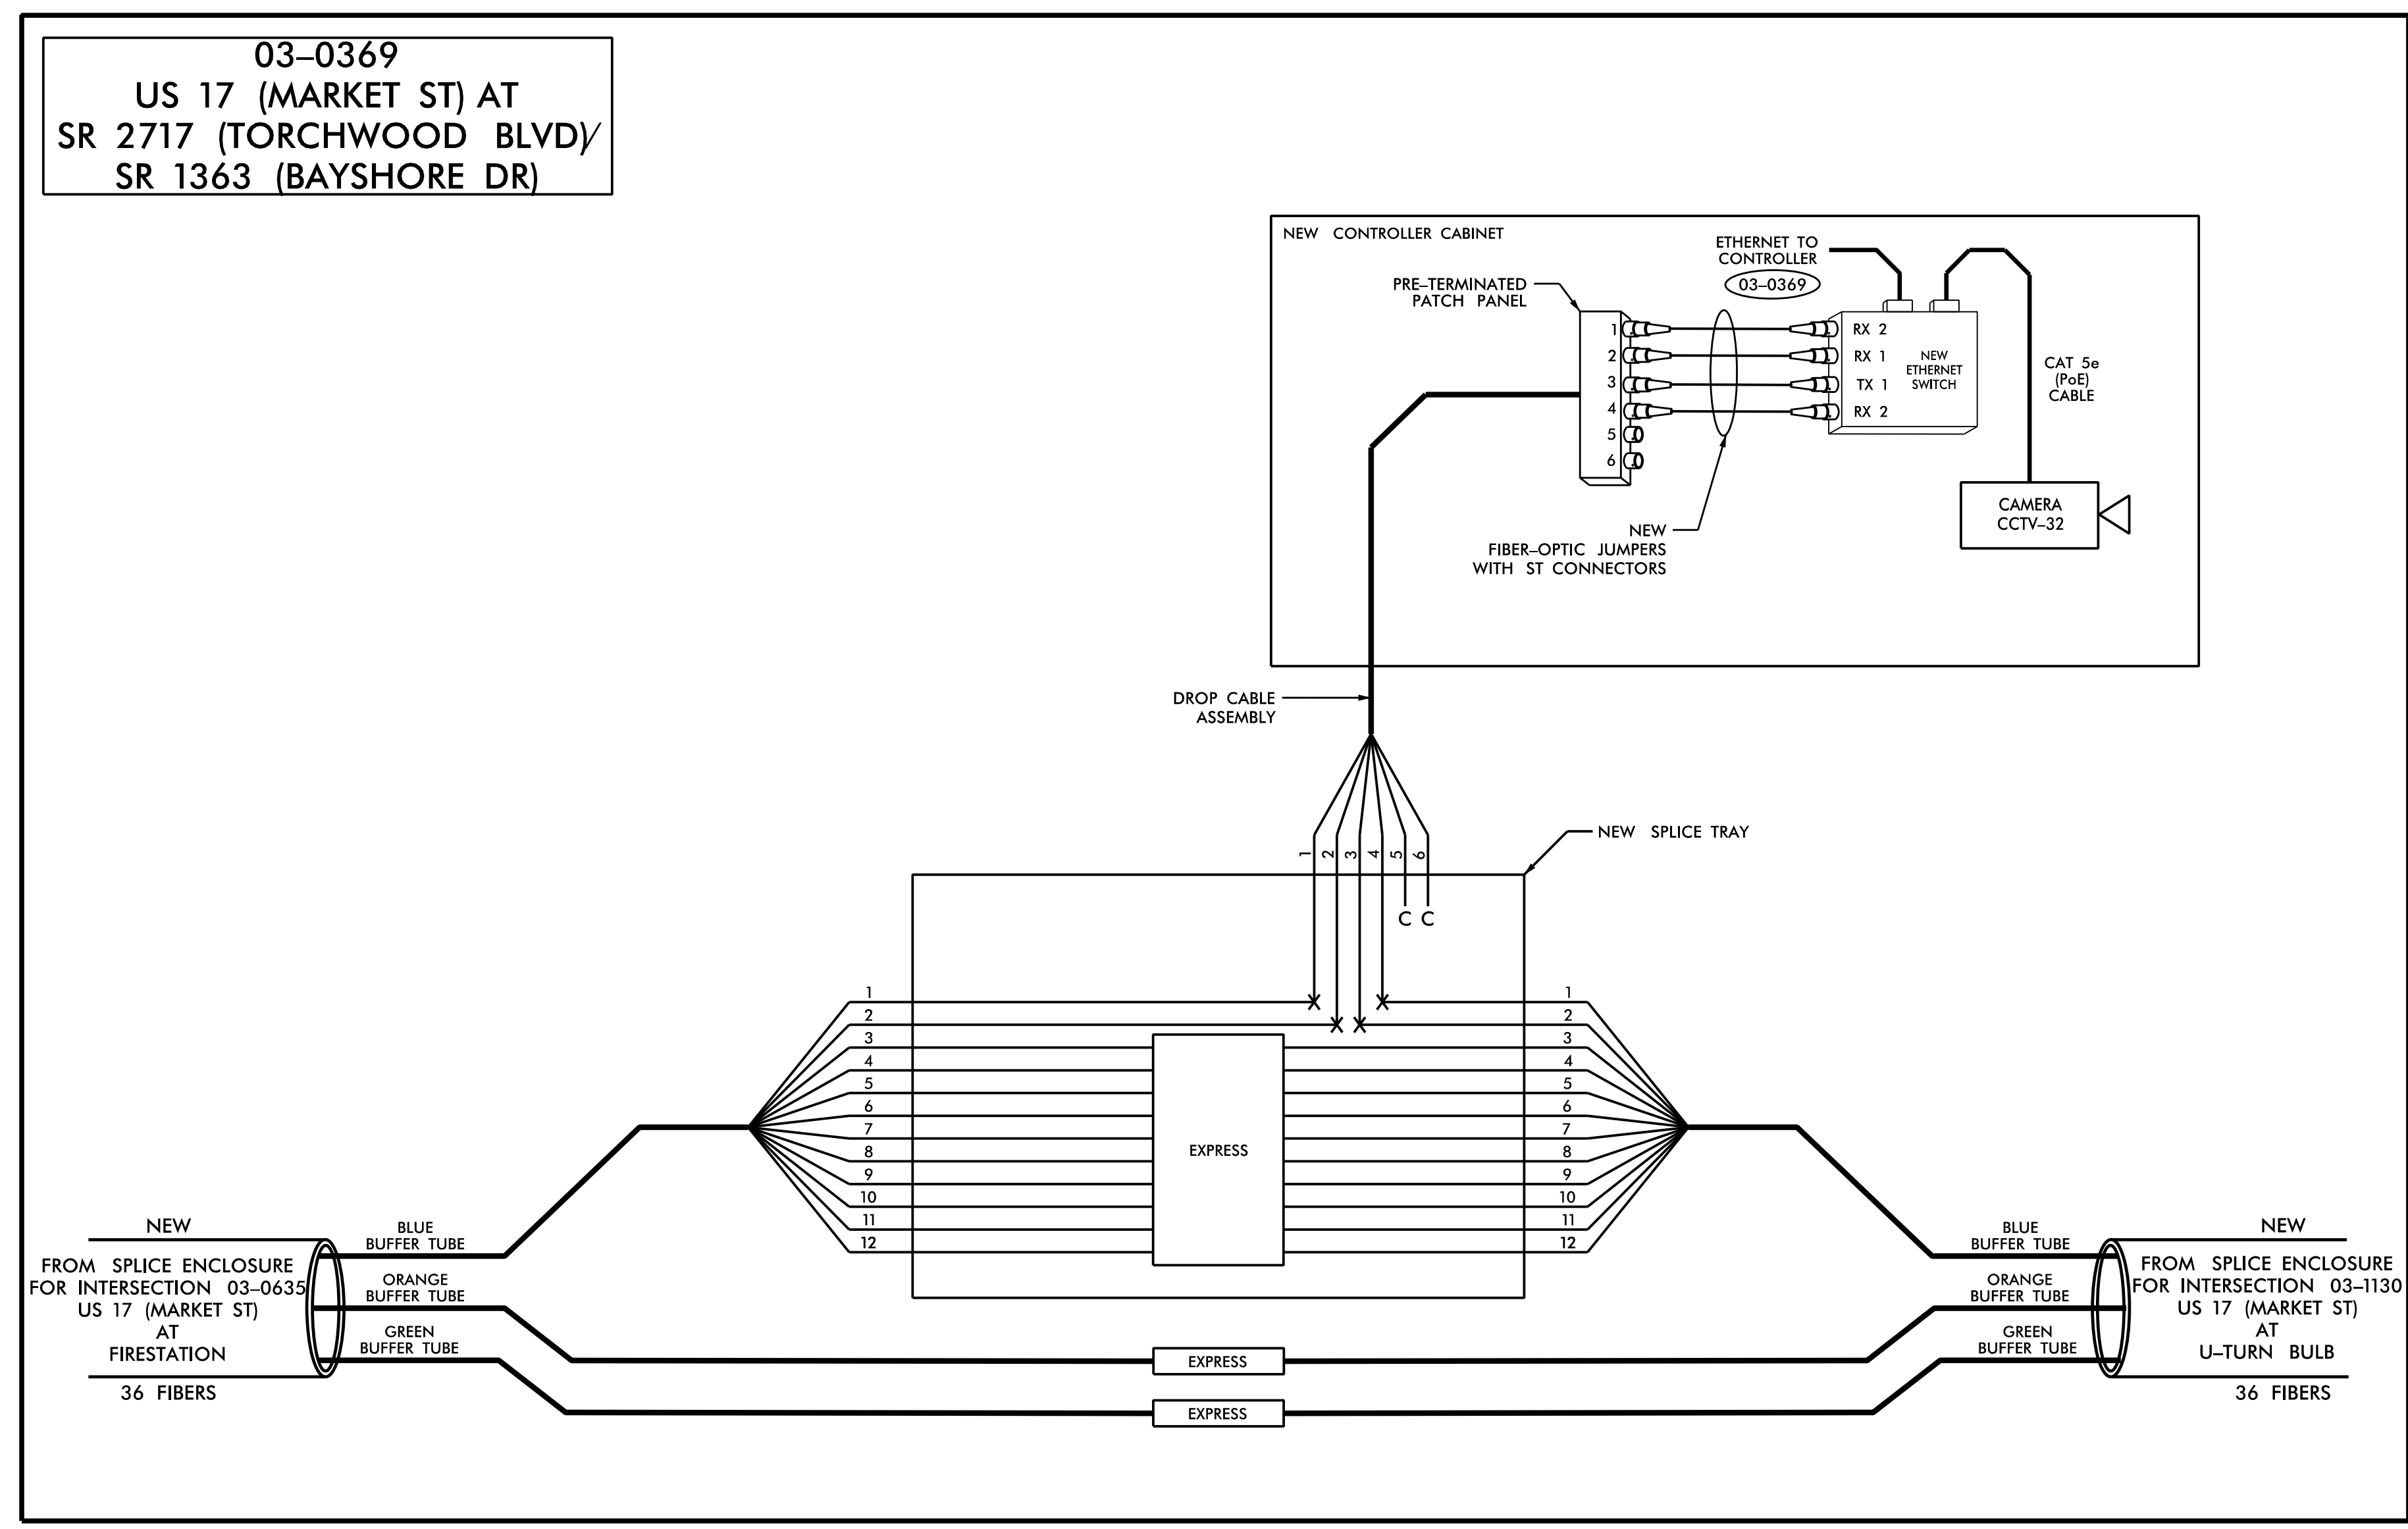 03–0369
US 17 (MARKET ST) AT
SR 2717 (TORCHWOOD BLVD)/
SR 1363 (BAYSHORE DR)
NEW CONTROLLER CABINET
ETHERNET TO
CONTROLLER
03–0369
PRE–TERMINATED
PATCH PANEL
1
2
3
4
5
6
RX 2
RX 1
TX 1
RX 2
NEW
ETHERNET
SWITCH
CAT 5e
(PoE)
CABLE
CAMERA
CCTV–32
NEW
FIBER–OPTIC JUMPERS
WITH ST CONNECTORS
DROP CABLE
ASSEMBLY
NEW SPLICE TRAY
1 2 3 4 5 6
C C
1
2
3
4
5
6
7
8
9
10
11
12
EXPRESS
1
2
3
4
5
6
7
8
9
10
11
12
NEW
FROM SPLICE ENCLOSURE
FOR INTERSECTION 03–0635
US 17 (MARKET ST)
AT
FIRESTATION
36 FIBERS
BLUE
BUFFER TUBE
ORANGE
BUFFER TUBE
GREEN
BUFFER TUBE
EXPRESS
EXPRESS
BLUE
BUFFER TUBE
ORANGE
BUFFER TUBE
GREEN
BUFFER TUBE
NEW
FROM SPLICE ENCLOSURE
FOR INTERSECTION 03–1130
US 17 (MARKET ST)
AT
U–TURN BULB
36 FIBERS